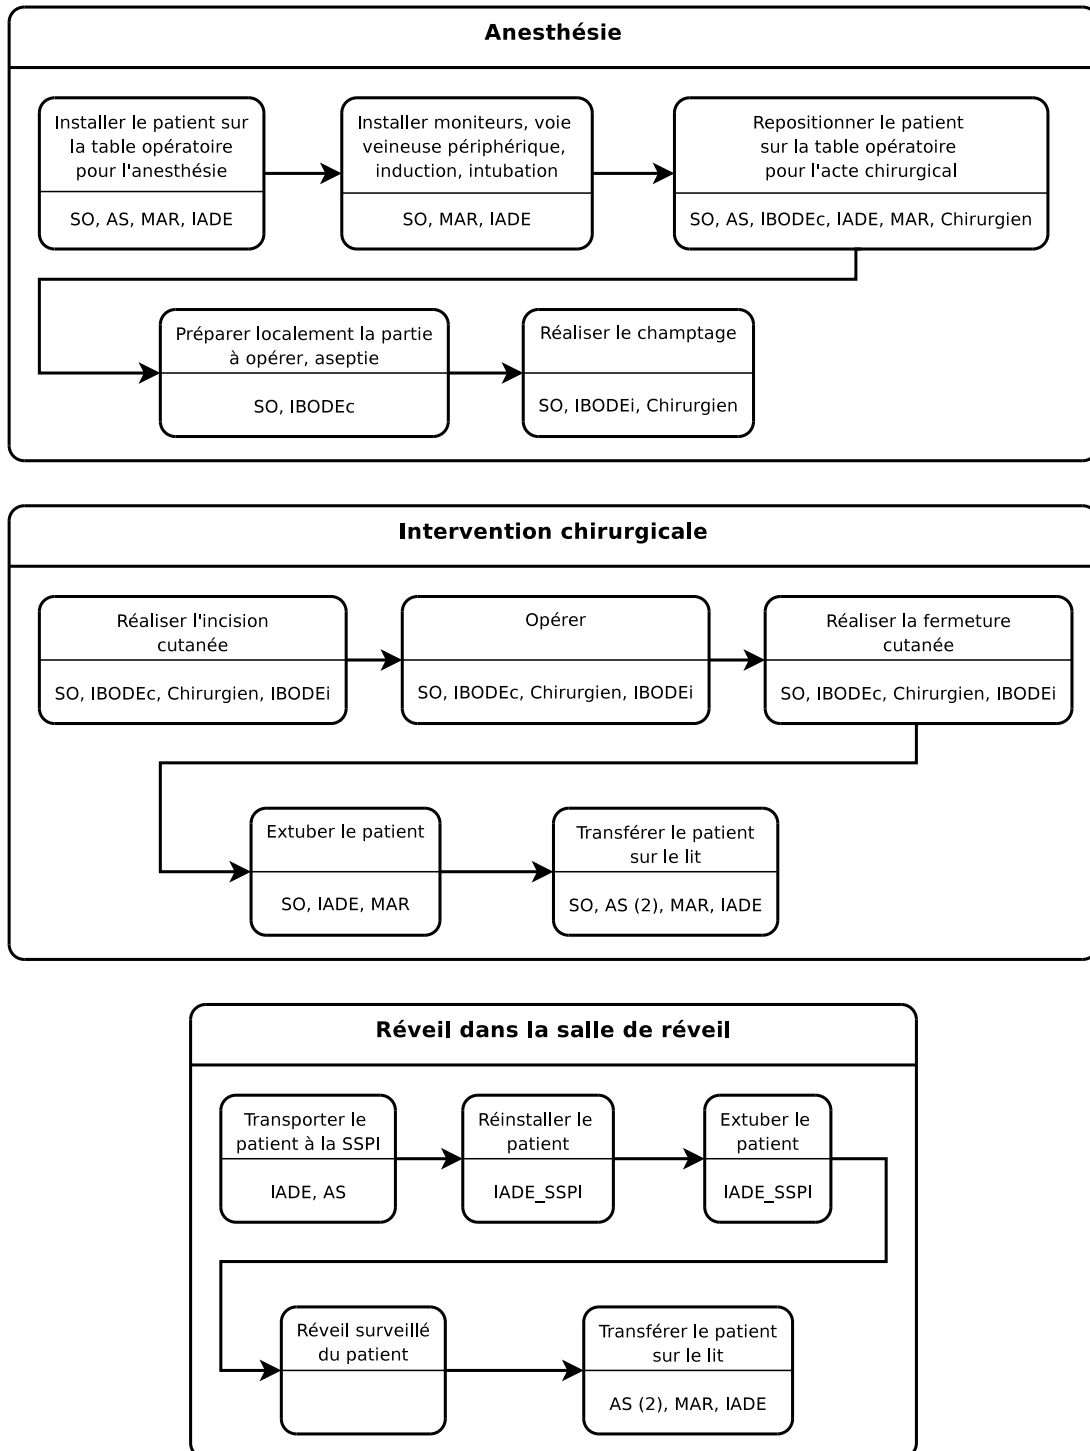 Anesthésie
Installer le patient sur
la table opératoire
pour l'anesthésie
SO, AS, MAR, IADE
Installer moniteurs, voie
veineuse périphérique,
induction, intubation
SO, MAR, IADE
Repositionner le patient
sur la table opératoire
pour l'acte chirurgical
SO, AS, IBODEc, IADE, MAR, Chirurgien
Préparer localement la partie
à opérer, aseptie
SO, IBODEc
Réaliser le champtage
SO, IBODEi, Chirurgien
Intervention chirurgicale
Réaliser l'incision
cutanée
SO, IBODEc, Chirurgien, IBODEi
Opérer
SO, IBODEc, Chirurgien, IBODEi
Réaliser la fermeture
cutanée
SO, IBODEc, Chirurgien, IBODEi
Extuber le patient
SO, IADE, MAR
Transférer le patient
sur le lit
SO, AS (2), MAR, IADE
Réveil dans la salle de réveil
Transporter le
patient à la SSPI
IADE, AS
Réinstaller le
patient
IADE_SSPI
Extuber le
patient
IADE_SSPI
Réveil surveillé
du patient
Transférer le patient
sur le lit
AS (2), MAR, IADE